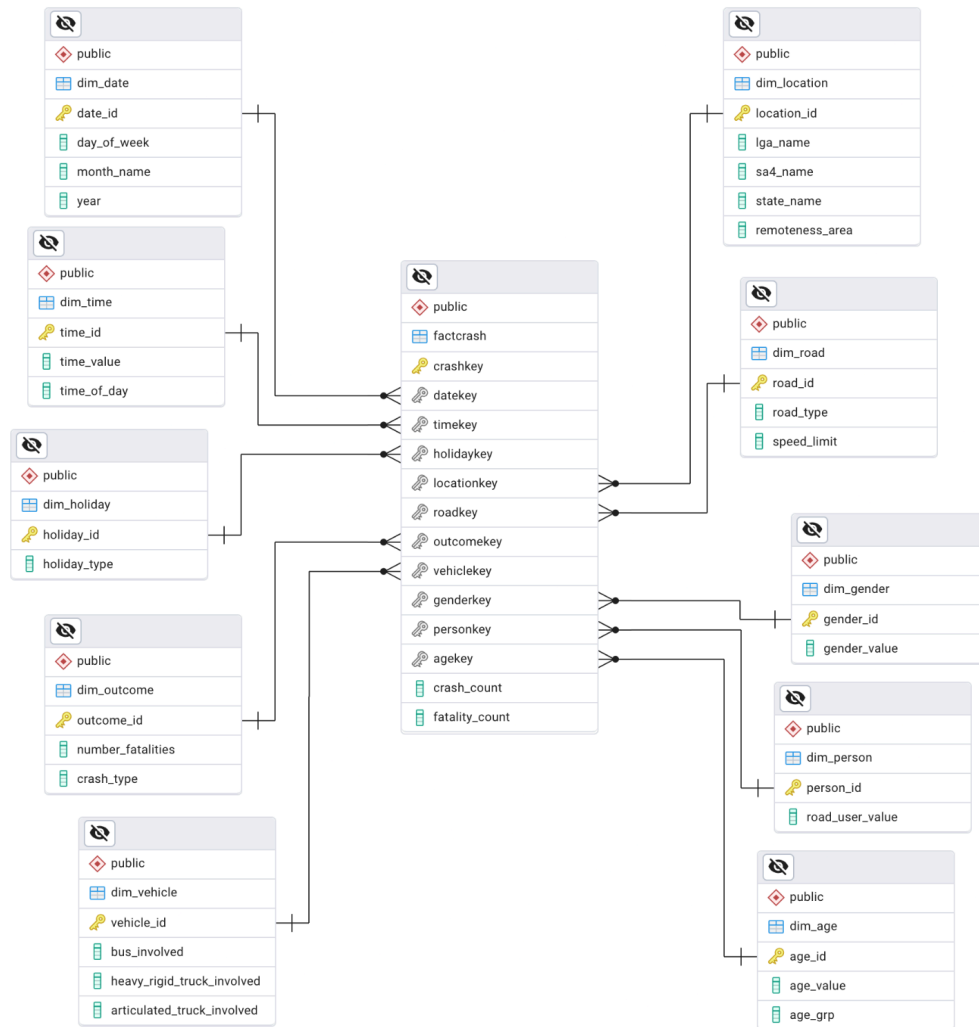 public
dim_date
date_id
day_of_week
month_name
year
public
dim_time
time_id
time_value
time_of_day
public
dim_holiday
holiday_id
holiday_type
public
dim_outcome
outcome_id
number_fatalities
crash_type
public
dim_vehicle
vehicle_id
bus_involved
heavy_rigid_truck_involved
articulated_truck_involved
public
factcrash
crashkey
datekey
timekey
holidaykey
locationkey
roadkey
outcomekey
vehiclekey
genderkey
personkey
agekey
crash_count
fatality_count
public
dim_location
location_id
lga_name
sa4_name
state_name
remoteness_area
public
dim_road
road_id
road_type
speed_limit
public
dim_gender
gender_id
gender_value
public
dim_person
person_id
road_user_value
public
dim_age
age_id
age_value
age_grp